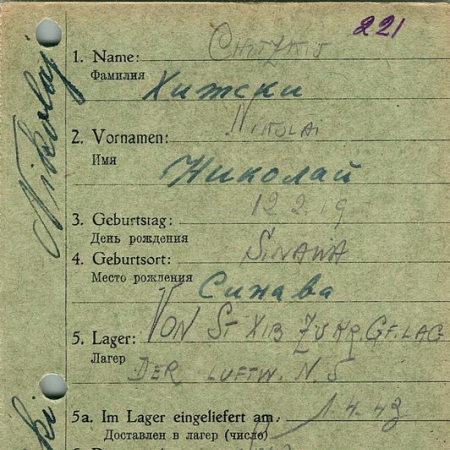 221
1. Name: CHITZKIJ
Фамилия Хитски
NIKOLAI
2. Vornamen:
Имя Николай
12 2. 19
3. Geburtstag:
День рождения
4. Geburtsort: SINAWA
Место рождения
Синава
VON ST XIB ZU KR. GF. LAG
5. Lager:
Лагер DER LUFTW. N. 5
5a. Im Lager eingeliefert am: 1. 4. 43
Доставлен в лагер (число)
Nikolaj